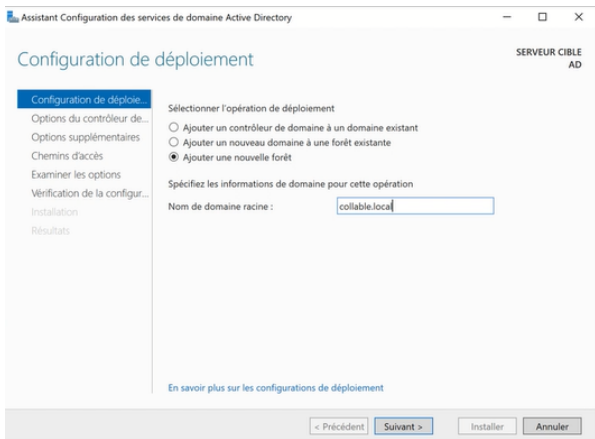 Assistant Configuration des services de domaine Active Directory
Configuration de déploiement
SERVEUR CIBLE
AD
Configuration de déploie...
Options du contrôleur de...
Options supplémentaires
Chemins d'accès
Examiner les options
Vérification de la configur...
Installation
Résultats
Sélectionner l'opération de déploiement
Ajouter un contrôleur de domaine à un domaine existant
Ajouter un nouveau domaine à une forêt existante
Ajouter une nouvelle forêt
Spécifiez les informations de domaine pour cette opération
Nom de domaine racine : collable.local
En savoir plus sur les configurations de déploiement
< Précédent Suivant > Installer Annuler